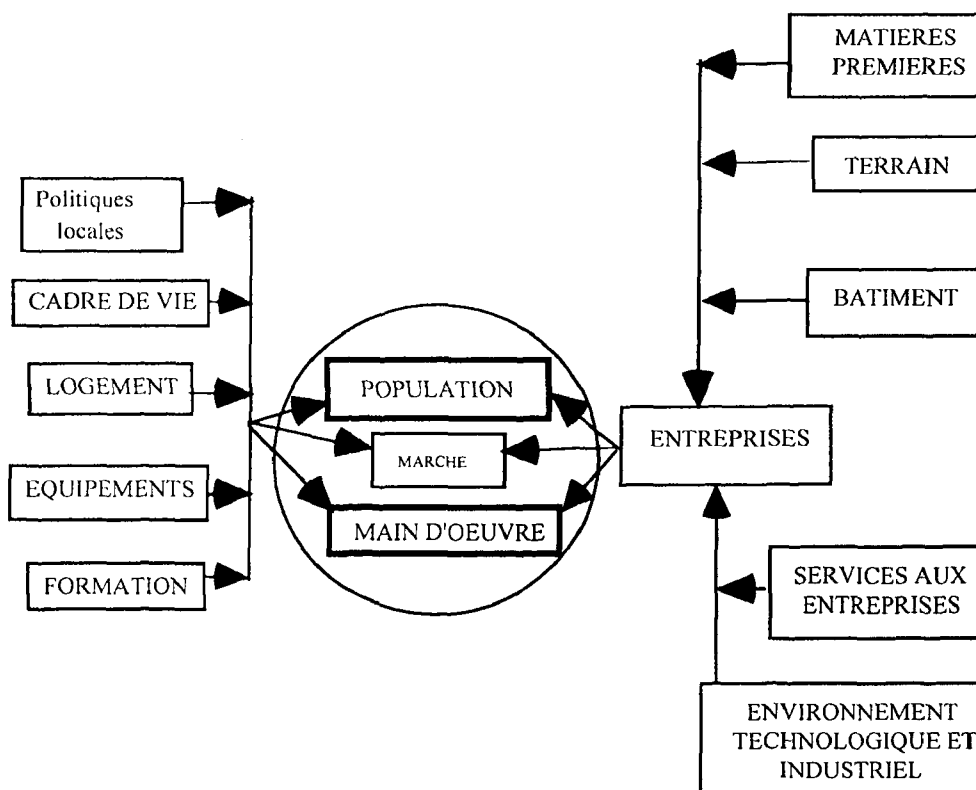 MATIERES
PREMIERES
TERRAIN
Politiques
locales
CADRE DE VIE
BATIMENT
LOGEMENT
POPULATION
ENTREPRISES
MARCHE
EQUIPEMENTS
MAIN D'OEUVRE
FORMATION
SERVICES AUX
ENTREPRISES
ENVIRONNEMENT
TECHNOLOGIQUE ET
INDUSTRIEL